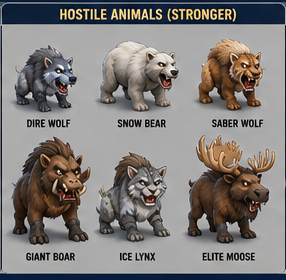 HOSTILE ANIMALS (STRONGER)
DIRE WOLF SNOW BEAR SABER WOLF
GIANT BOAR ICE LYNX ELITE MOOSE